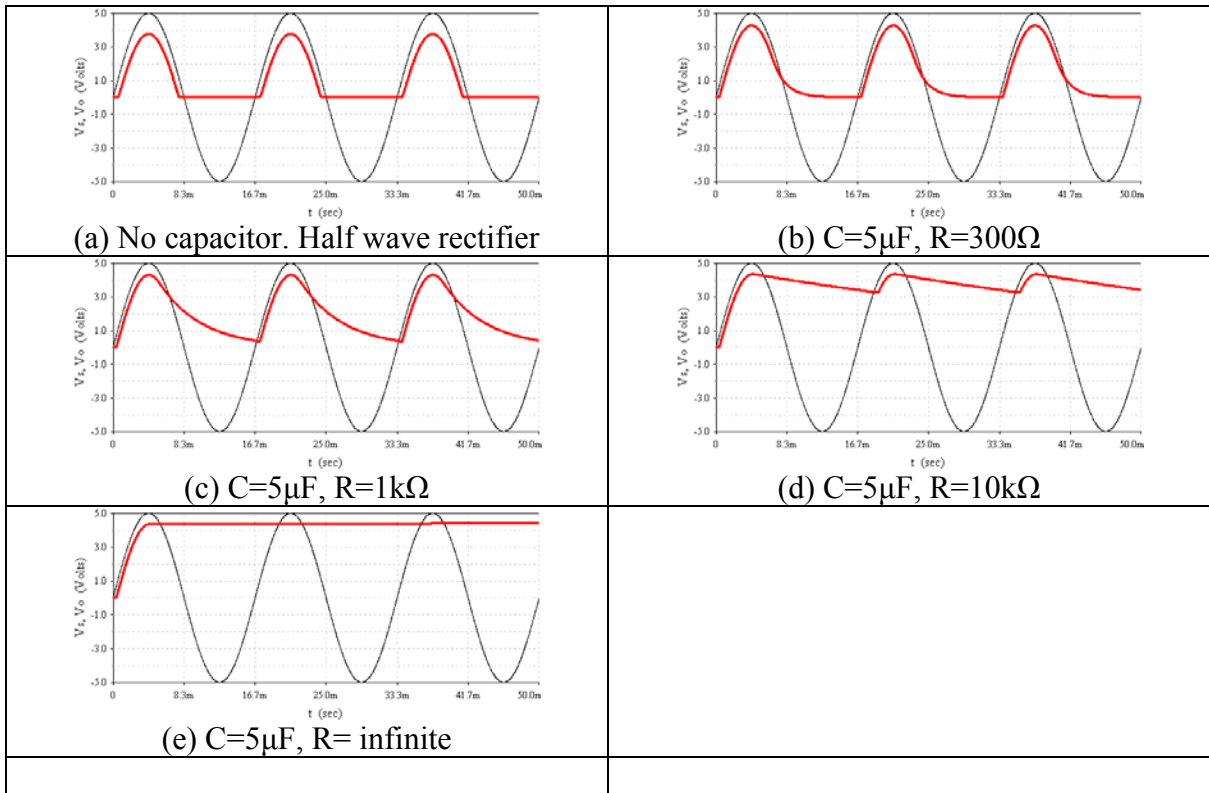 5.0
3.0
1.0
-1.0
-3.0
-5.0
Vs, Vo (Volts)
0 8.3m 16.7m 25.0m 33.3m 41.7m 50.0m
t (sec)
(a) No capacitor. Half wave rectifier
5.0
3.0
1.0
-1.0
-3.0
-5.0
Vs, Vo (Volts)
0 8.3m 16.7m 25.0m 33.3m 41.7m 50.0m
t (sec)
(b) C=5μF, R=300Ω
5.0
3.0
1.0
-1.0
-3.0
-5.0
Vs, Vo (Volts)
0 8.3m 16.7m 25.0m 33.3m 41.7m 50.0m
t (sec)
(c) C=5μF, R=1kΩ
5.0
3.0
1.0
-1.0
-3.0
-5.0
Vs, Vo (Volts)
0 8.3m 16.7m 25.0m 33.3m 41.7m 50.0m
t (sec)
(d) C=5μF, R=10kΩ
5.0
3.0
1.0
-1.0
-3.0
-5.0
Vs, Vo (Volts)
0 8.3m 16.7m 25.0m 33.3m 41.7m 50.0m
t (sec)
(e) C=5μF, R= infinite